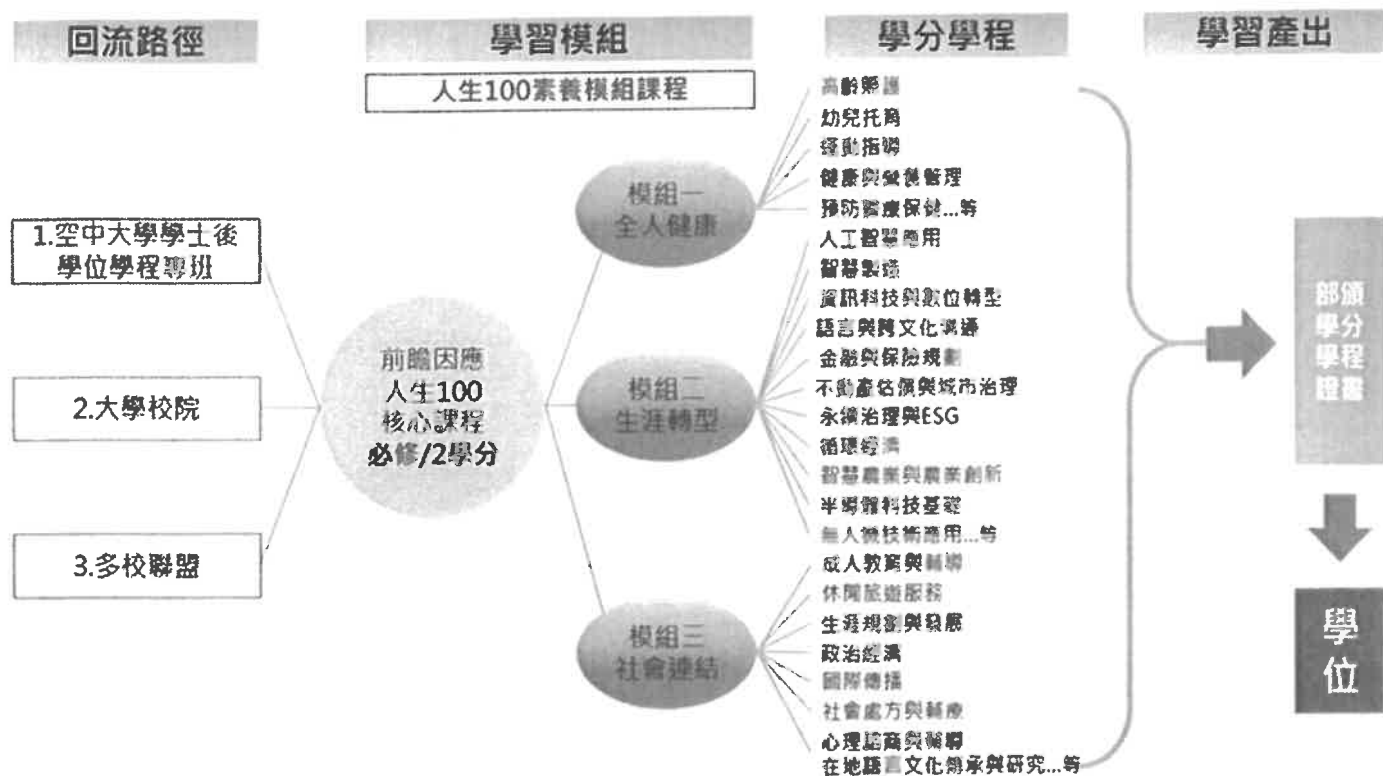 回流路徑
學習模組
學分學程
學習產出
人生100素養模組課程
1.空中大學學士後
學位學程專班
2.大學校院
3.多校聯盟
前瞻因應
人生100
核心課程
必修/2學分
模組一
全人健康
模組二
生涯轉型
模組三
社會連結
高齡照護
幼兒托育
運動指導
健康與營養管理
預防醫療保健...等
人工智慧應用
智慧製造
資訊科技與數位轉型
語言與跨文化溝通
金融與保險規劃
不動產估價與城市治理
永續治理與ESG
循環經濟
智慧農業與農業創新
半導體科技基礎
無人機技術應用...等
成人教育與輔導
休閒旅遊服務
生涯規劃與發展
政治經濟
國際傳播
社會處方與輔療
心理諮商與輔導
在地語言文化傳承與研究...等
部頒
學分
學程
證書
學位